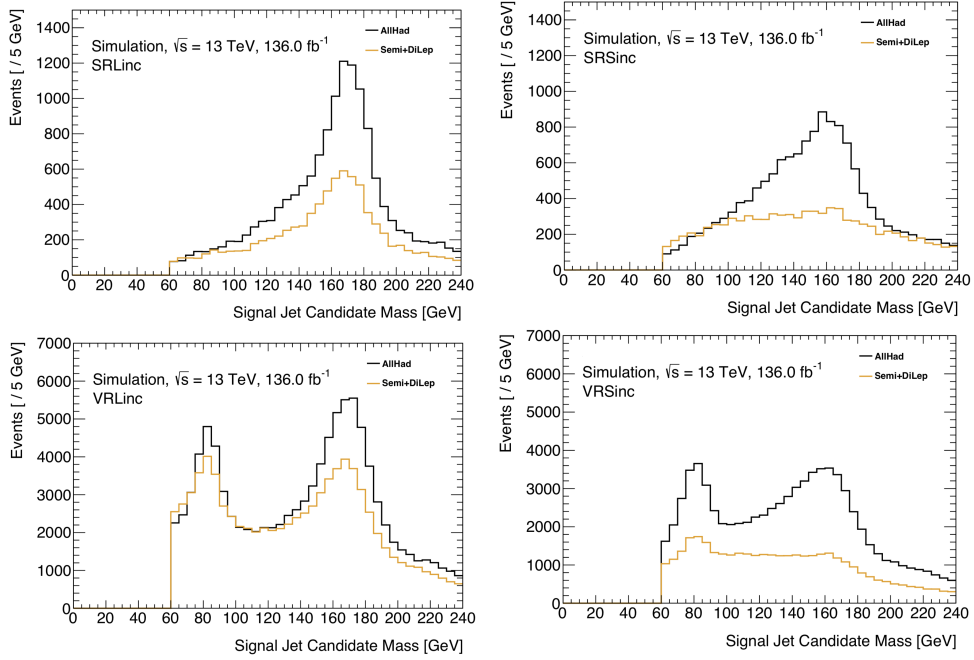 1400
1200
1000
800
600
400
200
0
Events [ / 5 GeV]
Simulation, √s = 13 TeV, 136.0 fb⁻¹
SRLinc
AllHad
Semi+DiLep
0 20 40 60 80 100 120 140 160 180 200 220 240
Signal Jet Candidate Mass [GeV]
1400
1200
1000
800
600
400
200
0
Events [ / 5 GeV]
Simulation, √s = 13 TeV, 136.0 fb⁻¹
SRSinc
AllHad
Semi+DiLep
0 20 40 60 80 100 120 140 160 180 200 220 240
Signal Jet Candidate Mass [GeV]
7000
6000
5000
4000
3000
2000
1000
0
Events [ / 5 GeV]
Simulation, √s = 13 TeV, 136.0 fb⁻¹
VRLinc
AllHad
Semi+DiLep
0 20 40 60 80 100 120 140 160 180 200 220 240
Signal Jet Candidate Mass [GeV]
7000
6000
5000
4000
3000
2000
1000
0
Events [ / 5 GeV]
Simulation, √s = 13 TeV, 136.0 fb⁻¹
VRSinc
AllHad
Semi+DiLep
0 20 40 60 80 100 120 140 160 180 200 220 240
Signal Jet Candidate Mass [GeV]